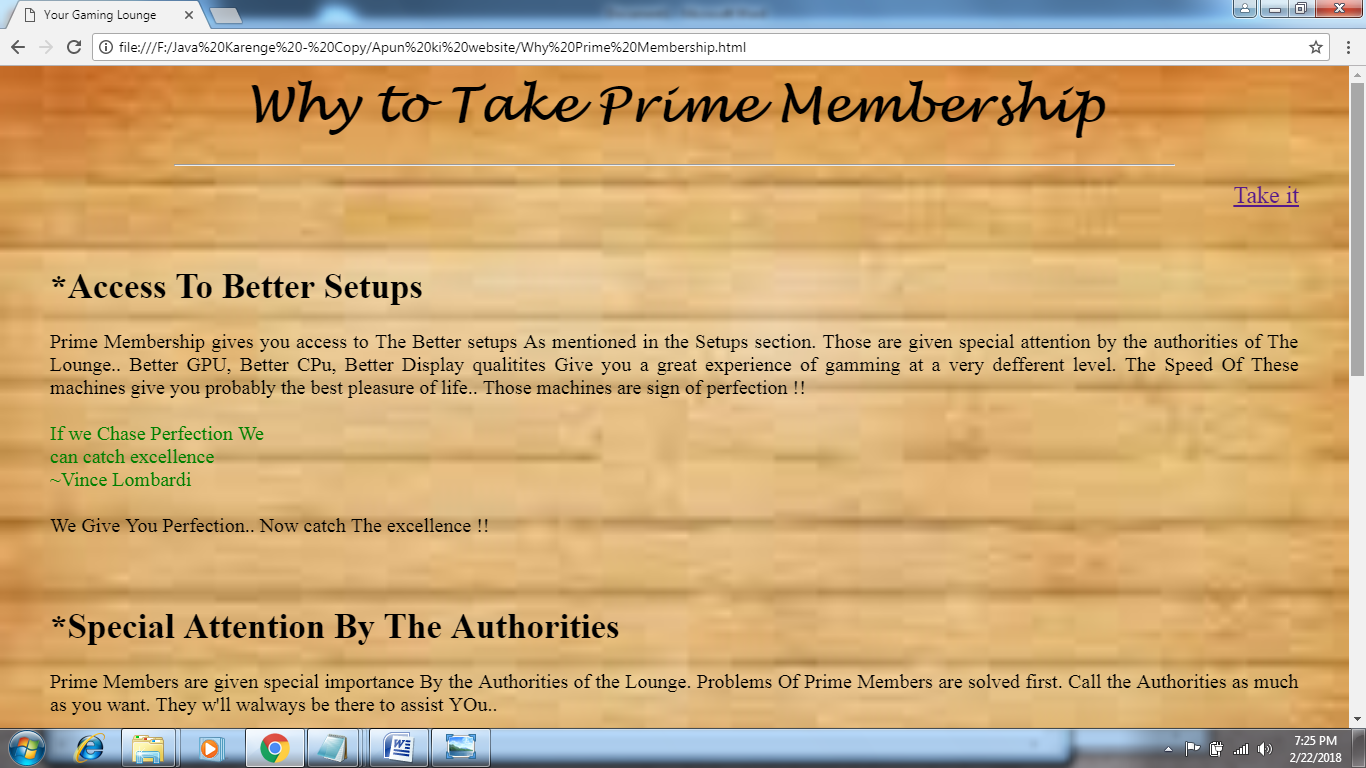 Your Gaming Lounge
file:///F:/Java%20Karenge%20-%20Copy/Apun%20ki%20website/Why%20Prime%20Membership.html
Why to Take Prime Membership
Take it
*Access To Better Setups
Prime Membership gives you access to The Better setups As mentioned in the Setups section. Those are given special attention by the authorities of The
Lounge.. Better GPU, Better CPu, Better Display qualitites Give you a great experience of gamming at a very defferent level. The Speed Of These
machines give you probably the best pleasure of life.. Those machines are sign of perfection !!
If we Chase Perfection We
can catch excellence
~Vince Lombardi
We Give You Perfection.. Now catch The excellence !!
*Special Attention By The Authorities
Prime Members are given special importance By the Authorities of the Lounge. Problems Of Prime Members are solved first. Call the Authorities as much
as you want. They w'll walways be there to assist YOu..
7:25 PM
2/22/2018